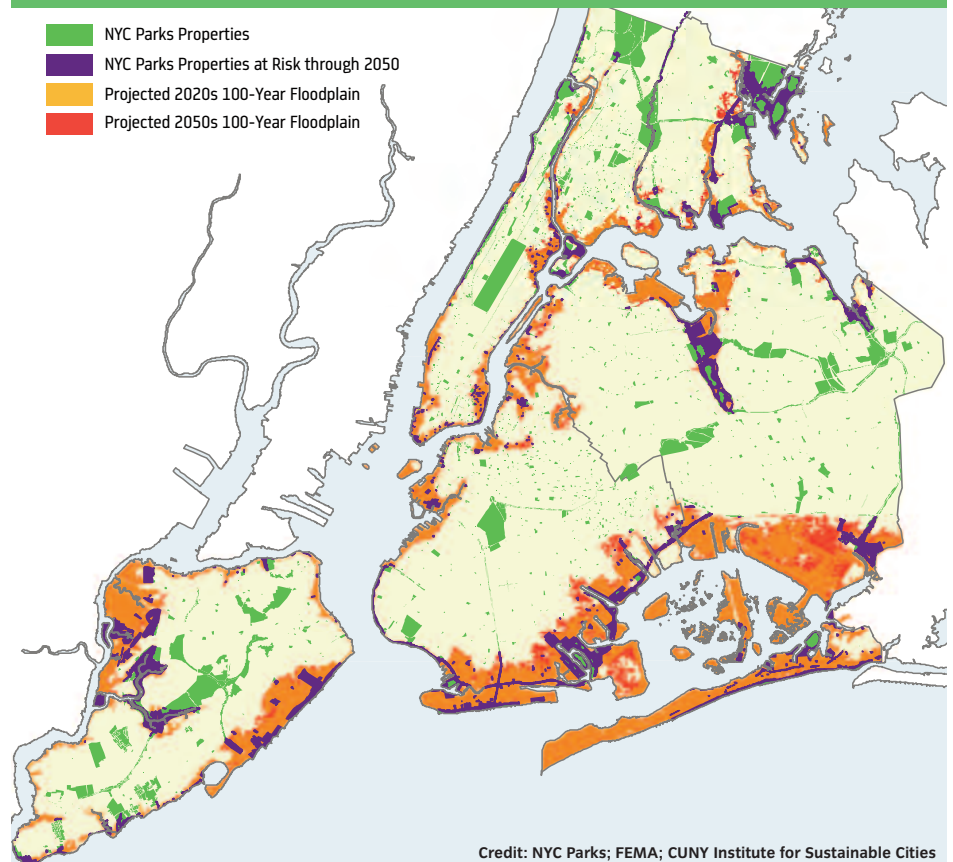 NYC Parks Properties
NYC Parks Properties at Risk through 2050
Projected 2020s 100-Year Floodplain
Projected 2050s 100-Year Floodplain
Credit: NYC Parks; FEMA; CUNY Institute for Sustainable Cities